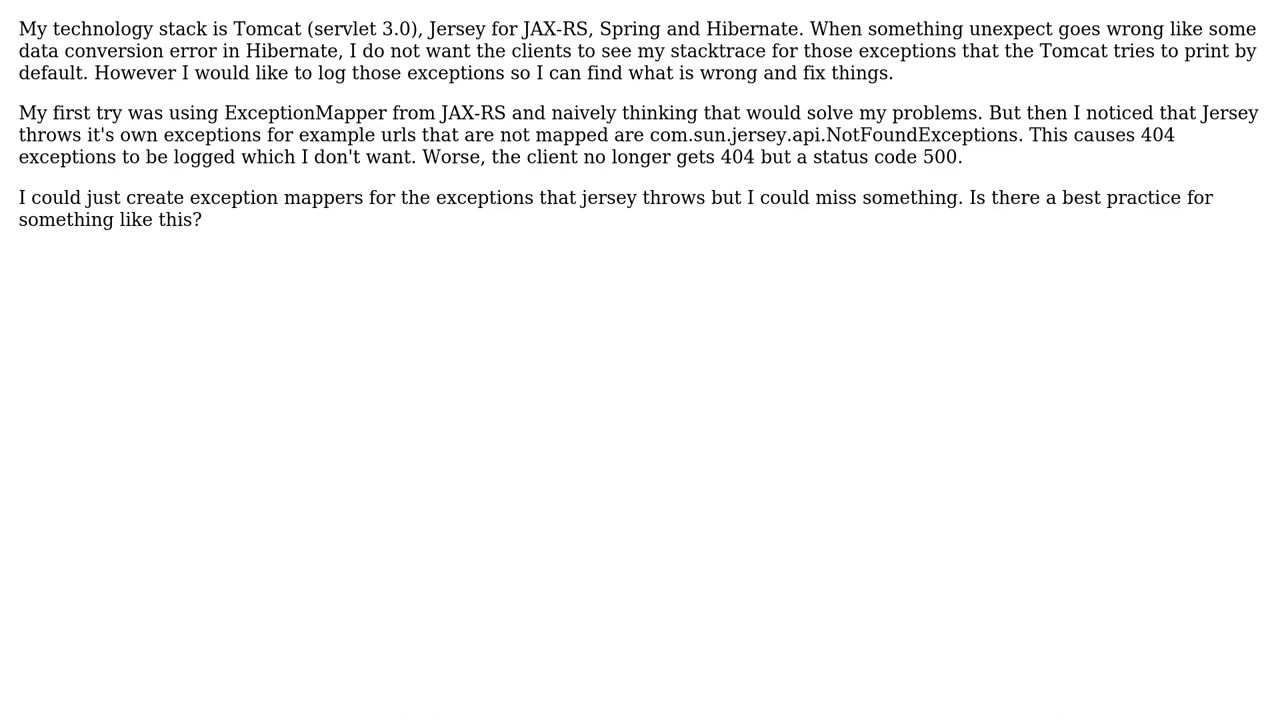 My technology stack is Tomcat (servlet 3.0), Jersey for JAX-RS, Spring and Hibernate. When something unexpect goes wrong like some
data conversion error in Hibernate, I do not want the clients to see my stacktrace for those exceptions that the Tomcat tries to print by
default. However I would like to log those exceptions so I can find what is wrong and fix things.
My first try was using ExceptionMapper from JAX-RS and naively thinking that would solve my problems. But then I noticed that Jersey
throws it's own exceptions for example urls that are not mapped are com.sun.jersey.api.NotFoundExceptions. This causes 404
exceptions to be logged which I don't want. Worse, the client no longer gets 404 but a status code 500.
I could just create exception mappers for the exceptions that jersey throws but I could miss something. Is there a best practice for
something like this?